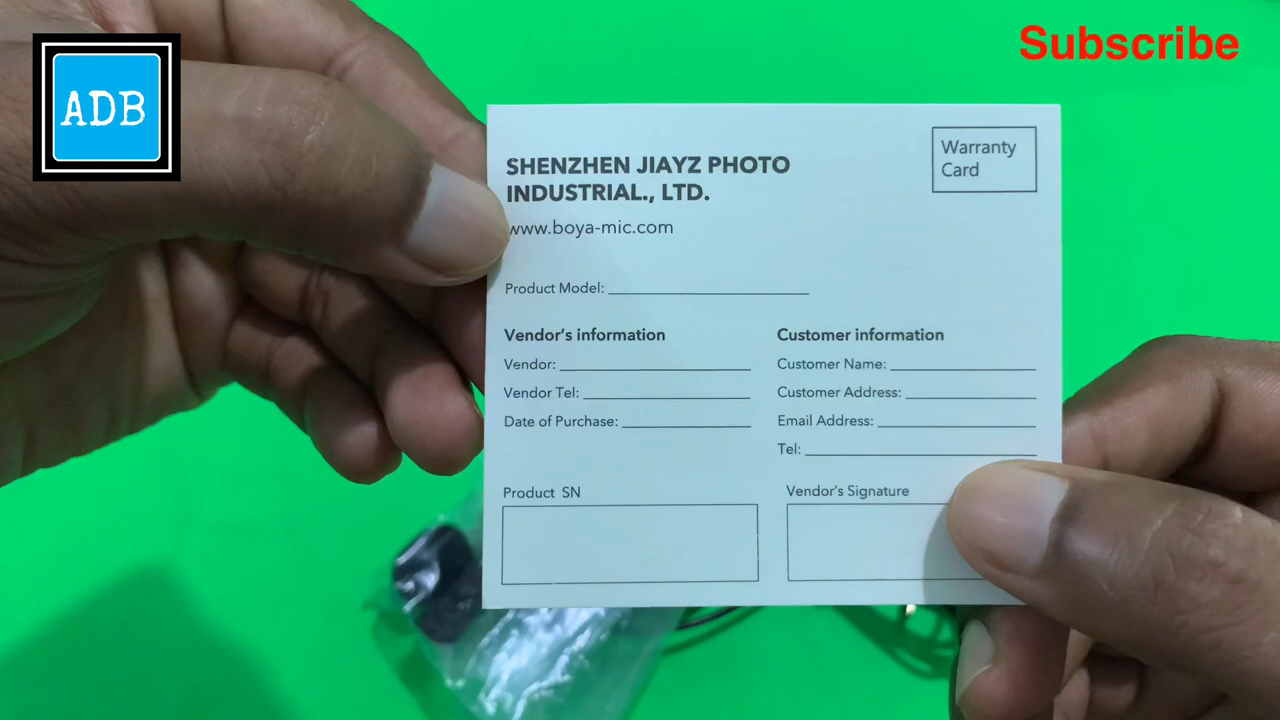 ADB
Subscribe
Warranty
Card
SHENZHEN JIAYZ PHOTO
INDUSTRIAL., LTD.
www.boya-mic.com
Product Model:
Vendor's information
Vendor:
Vendor Tel:
Date of Purchase:
Customer information
Customer Name:
Customer Address:
Email Address:
Tel:
Product SN
Vendor's Signature